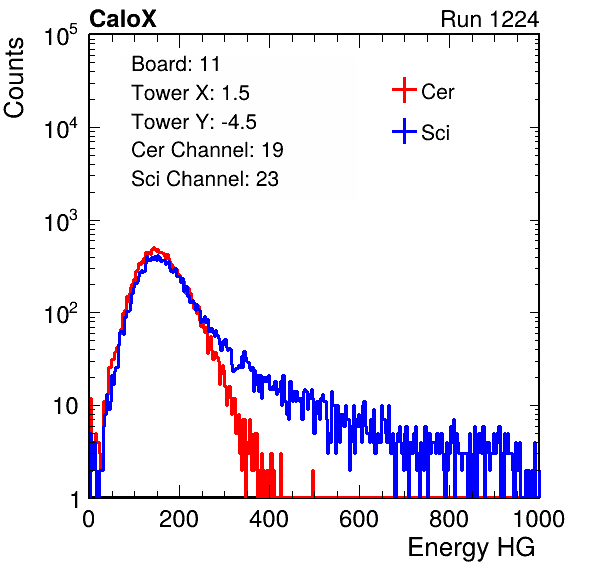 CaloX Run 1224
Counts
10^5
10^4
10^3
10^2
10
1
Board: 11
Tower X: 1.5
Tower Y: -4.5
Cer Channel: 19
Sci Channel: 23
Cer
Sci
0 200 400 600 800 1000
Energy HG